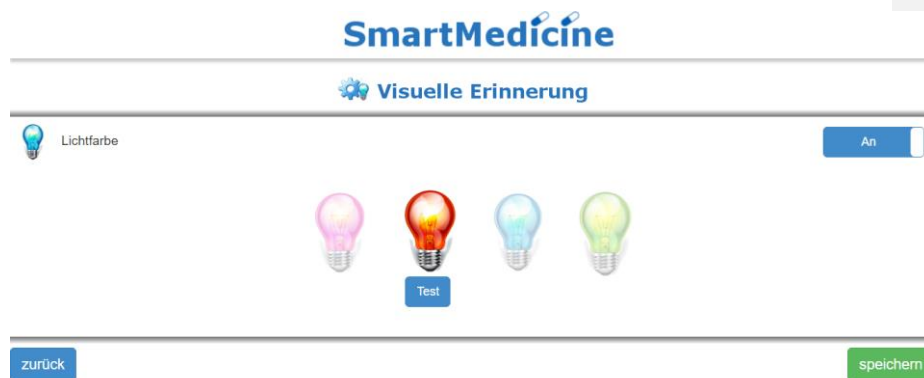 SmartMedicine
Visuelle Erinnerung
Lichtfarbe
An
Test
zurück
speichern